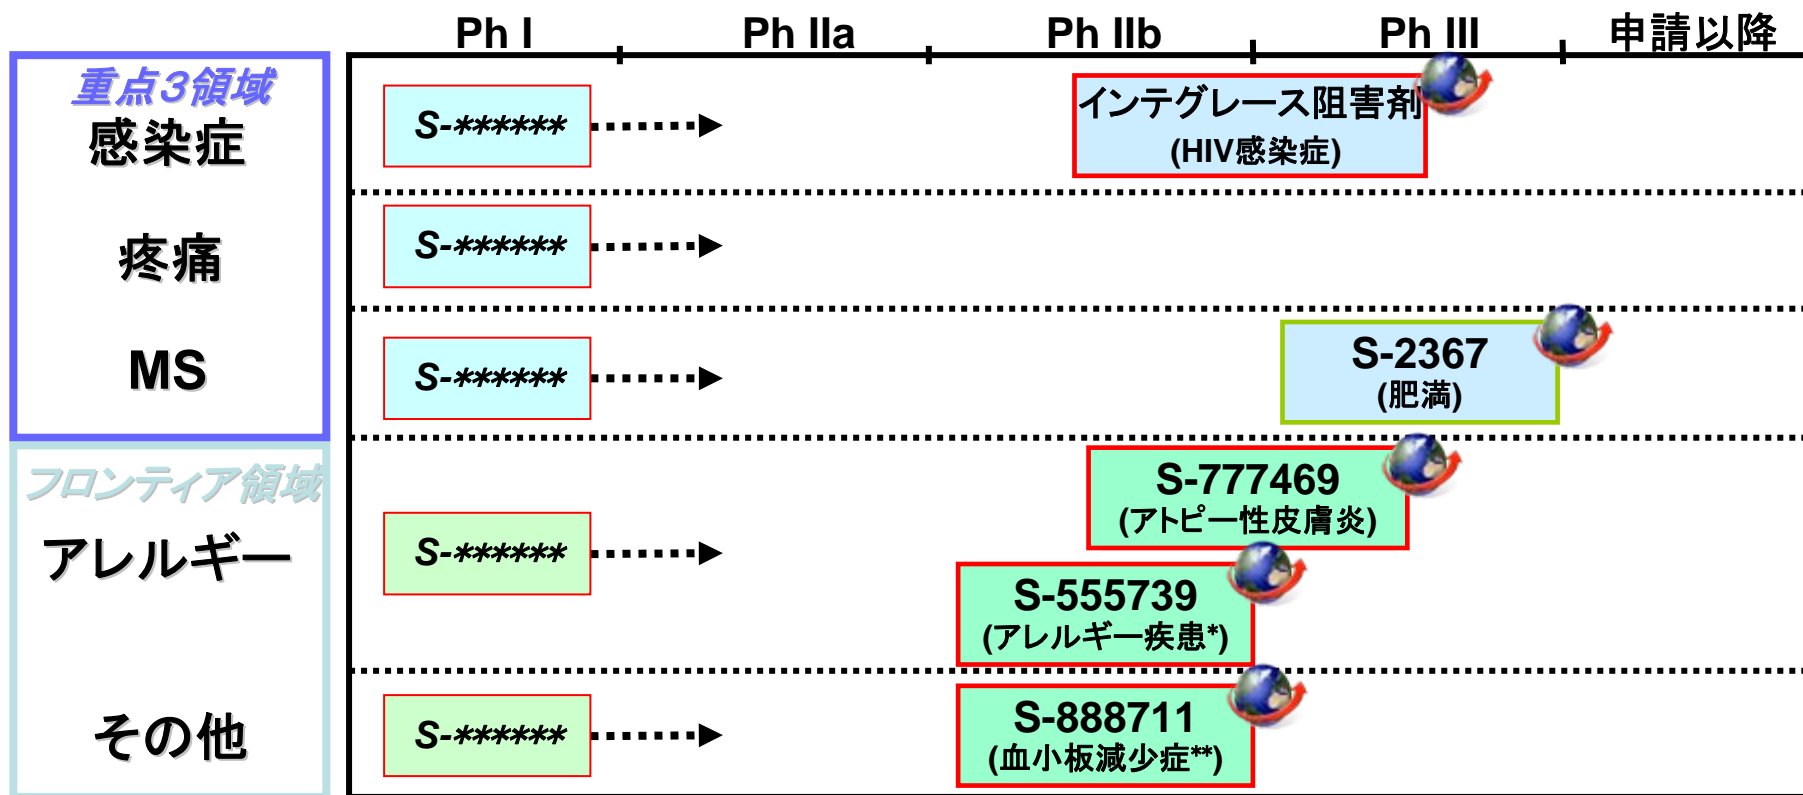 Ph I Ph IIa Ph IIb Ph III 申請以降
重点3領域
感染症
S-******
インテグレース阻害剤
(HIV感染症)
疼痛
S-******
MS
S-******
S-2367
(肥満)
フロンティア領域
アレルギー
S-******
S-777469
(アトピー性皮膚炎)
S-555739
(アレルギー疾患*)
その他
S-******
S-888711
(血小板減少症**)